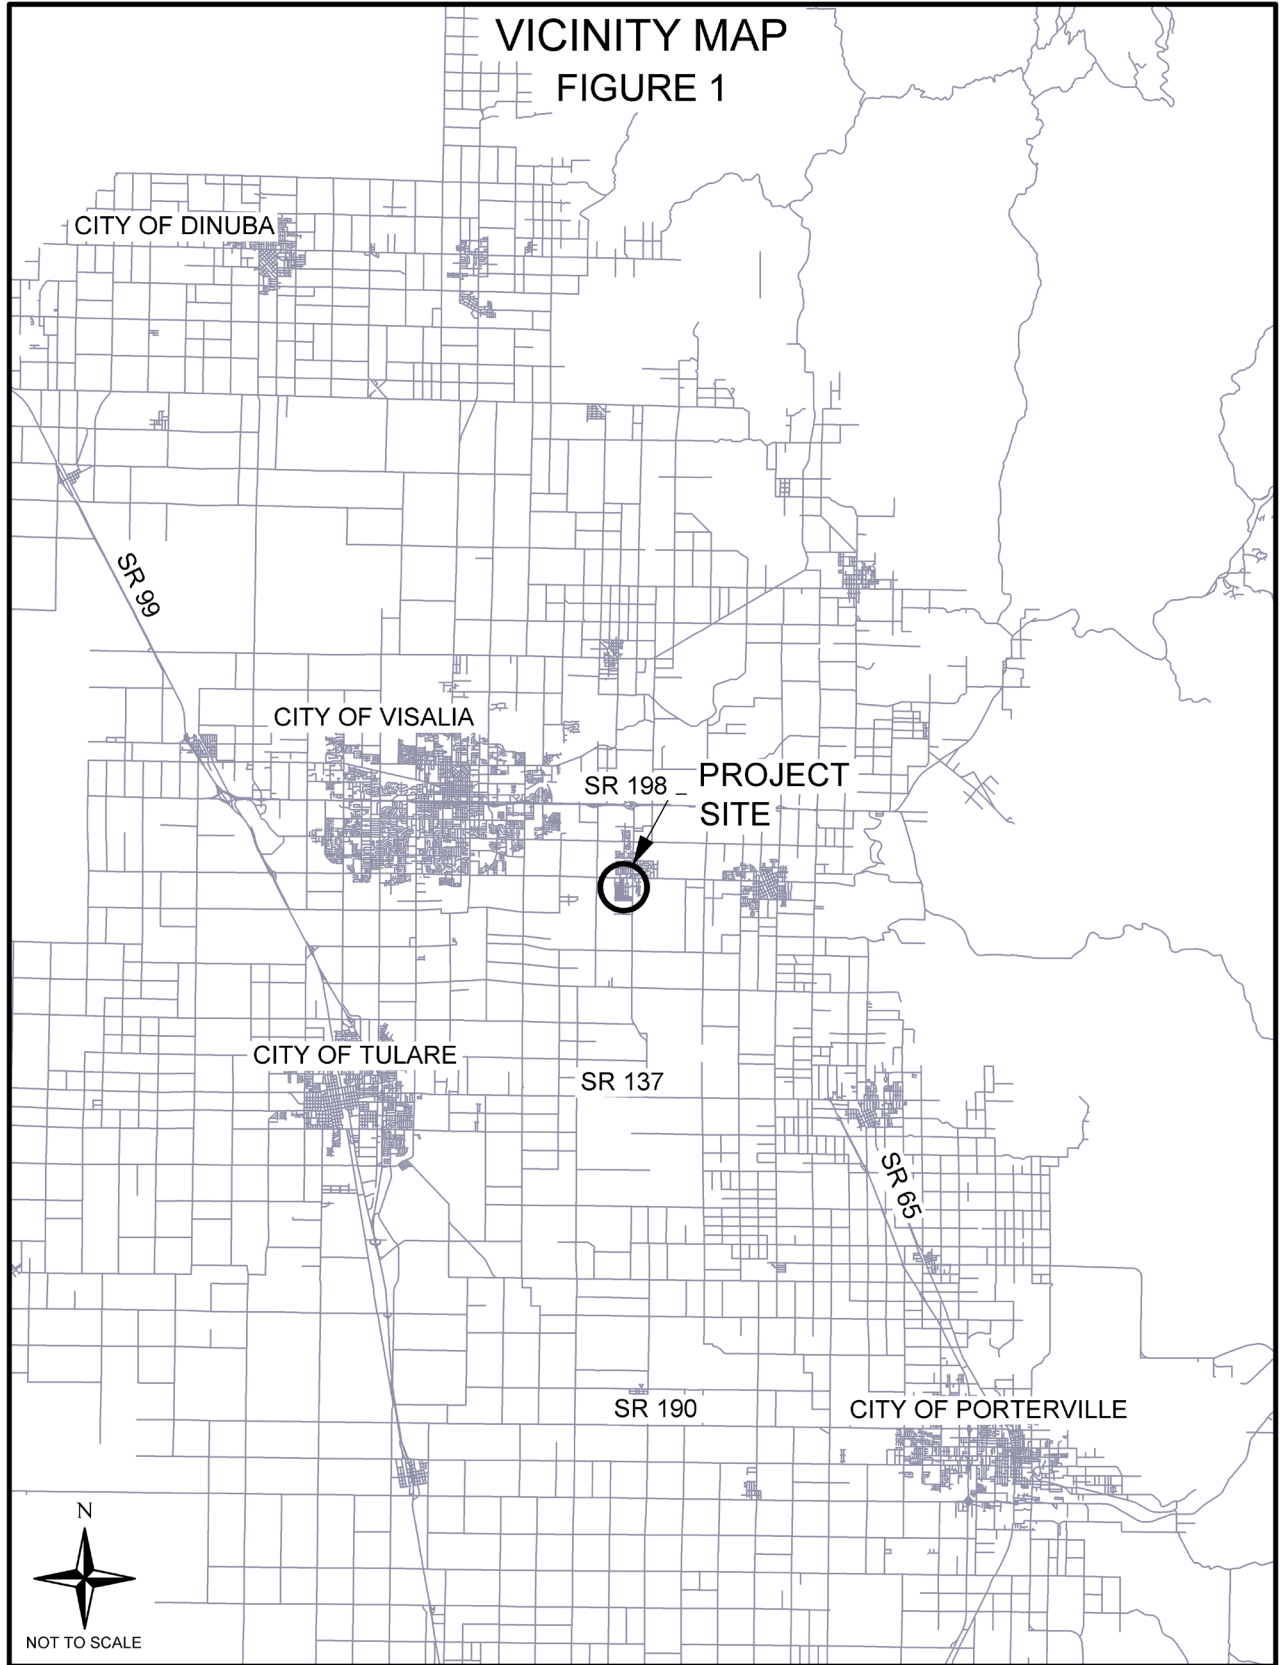 VICINITY MAP
FIGURE 1
CITY OF DINUBA
SR 99
CITY OF VISALIA
SR 198
PROJECT
SITE
CITY OF TULARE
SR 137
SR 65
SR 190
CITY OF PORTERVILLE
N
NOT TO SCALE